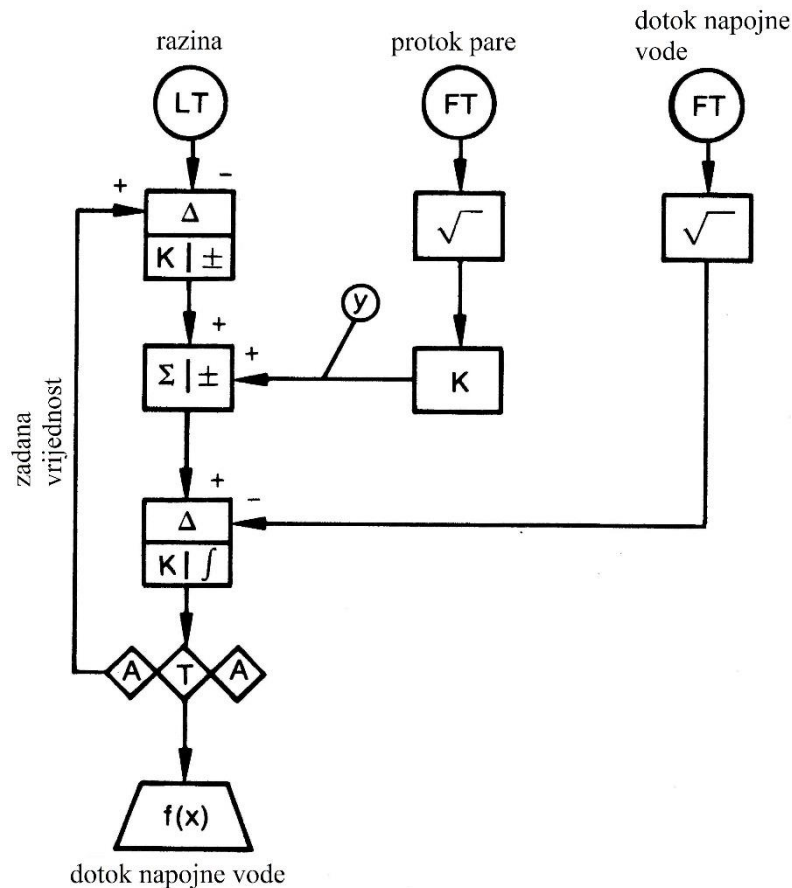 razina
protok pare
dotok napojne
vode
LT
FT
FT
+
-
Δ
√
√
K | ±
y
+
+
Σ | ±
K
zadana
vrijednost
+
-
Δ
K | ∫
A
T
A
f(x)
dotok napojne vode